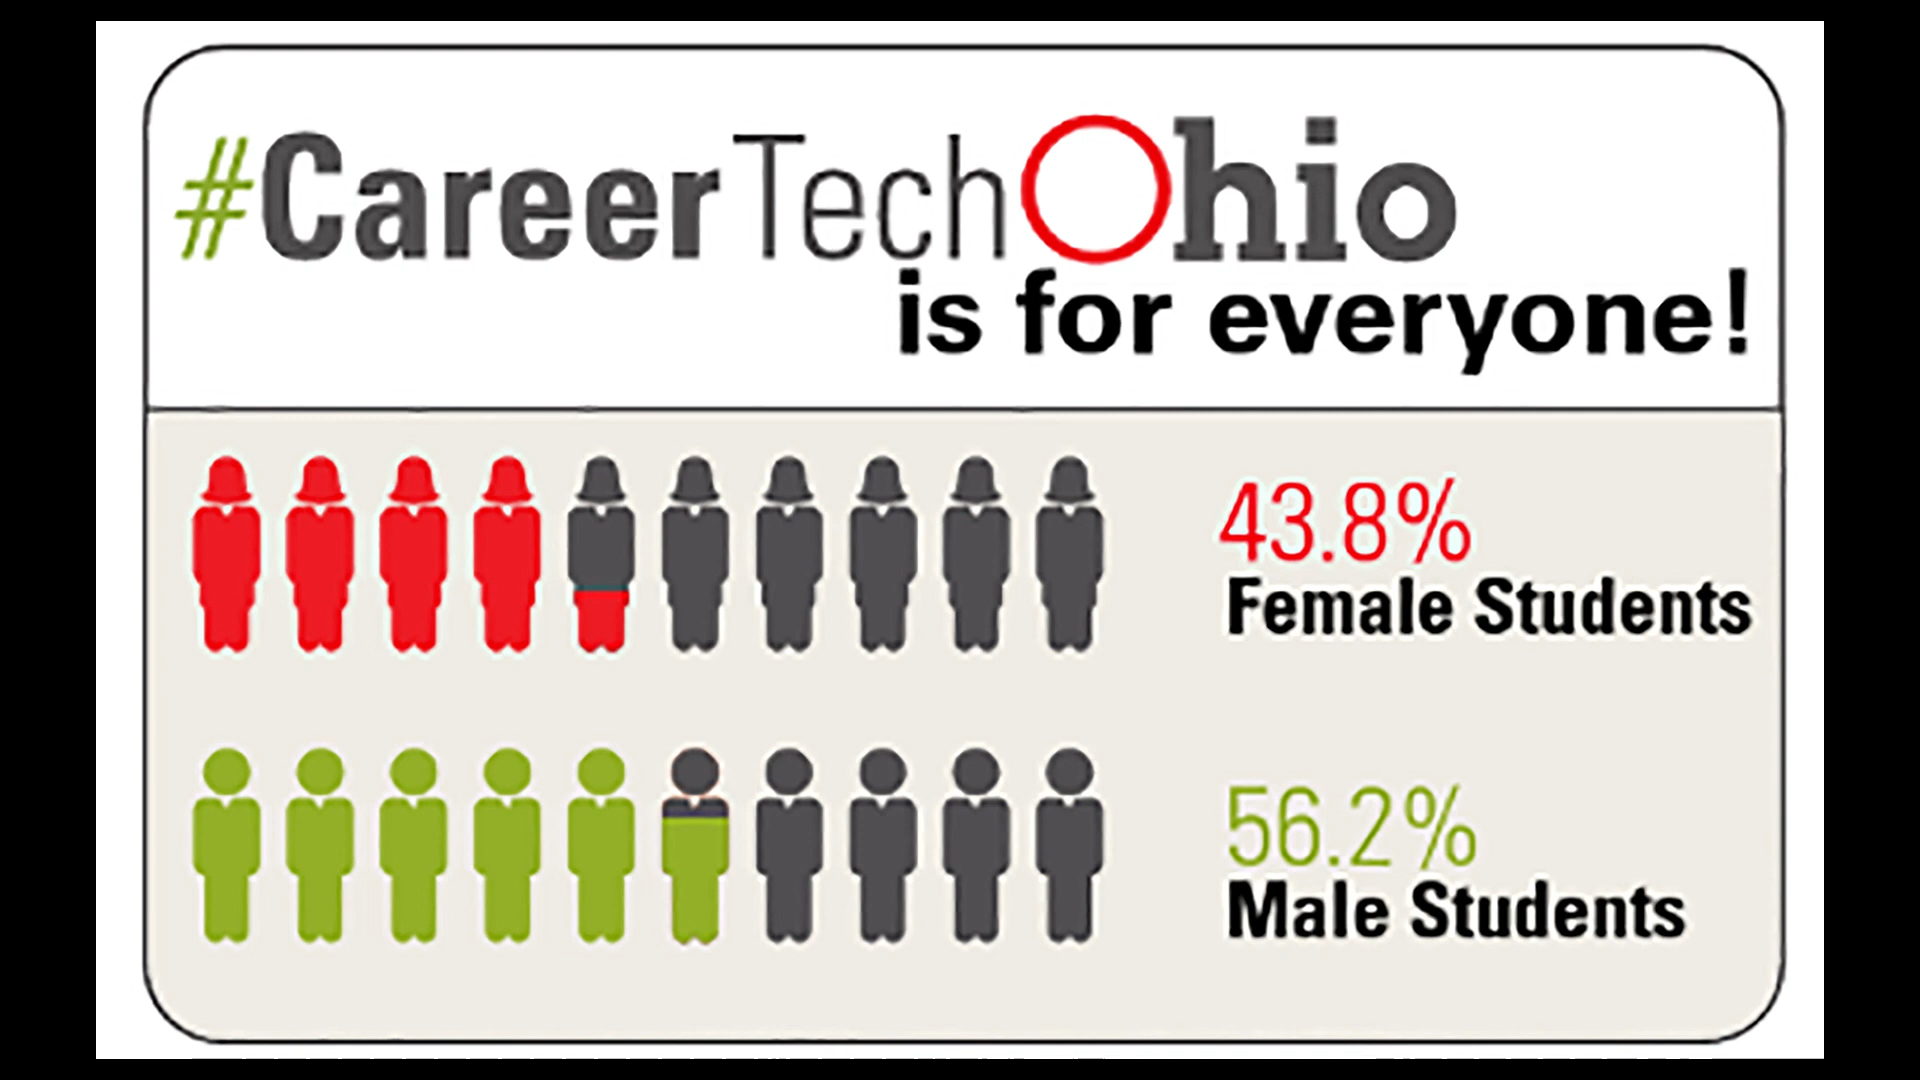 #CareerTechOhio
is for everyone!
43.8%
Female Students
56.2%
Male Students